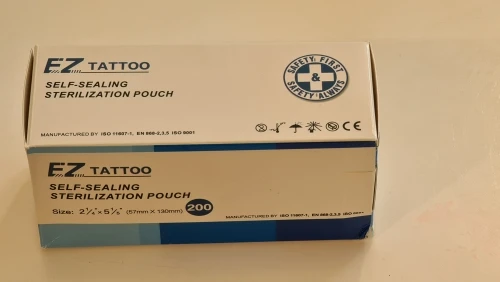 EZ TATTOO
SELF-SEALING
STERILIZATION POUCH
SAFETY FIRST
&
SAFETY ALWAYS
MANUFACTURED BY ISO 11607-1, EN 868-2,3,5 ISO 9001
CE
EZ TATTOO
SELF-SEALING
STERILIZATION POUCH
Size: 2¼" × 5⅛" (57mm X 130mm) 200
MANUFACTURED BY ISO 11607-1, EN 868-2,3,5 ISO